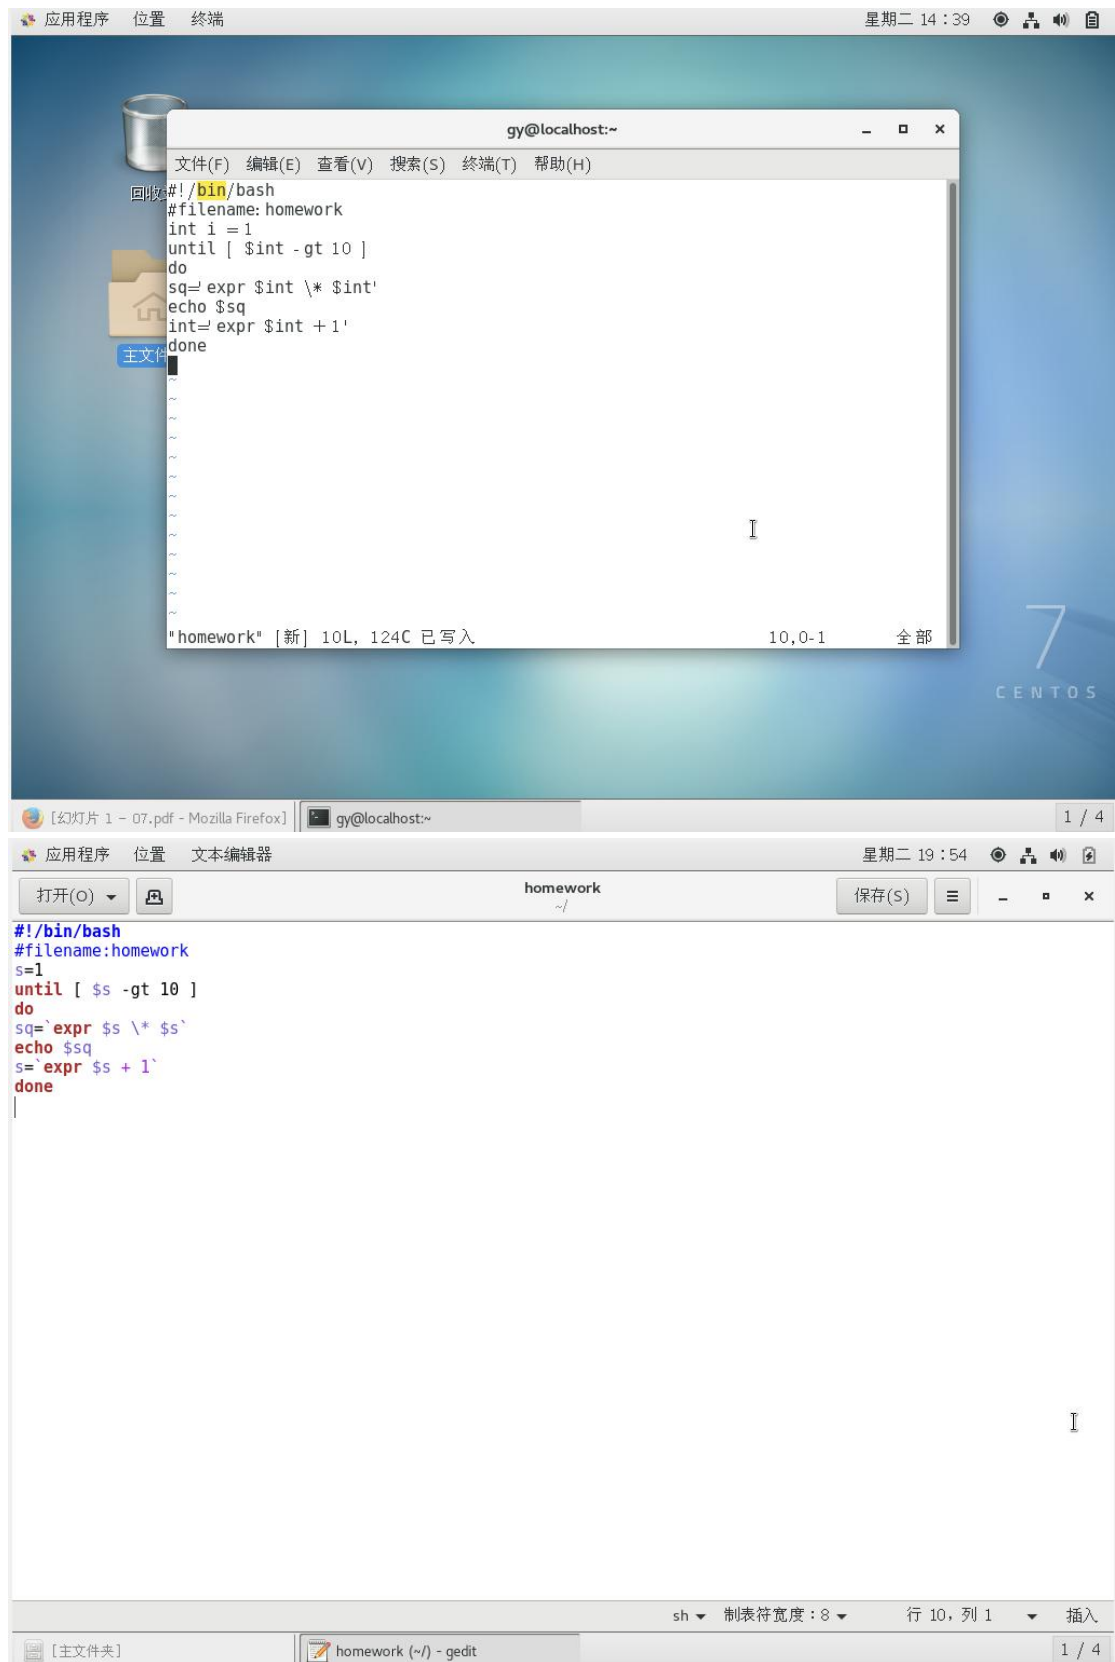 应用程序 位置 终端 星期二 14：39
回收
主文件
gy@localhost:~
文件(F) 编辑(E) 查看(V) 搜索(S) 终端(T) 帮助(H)
#!/bin/bash
#filename: homework
int i =1
until [ $int -gt 10 ]
do
sq='expr $int \* $int'
echo $sq
int='expr $int +1'
done
~
~
~
~
~
~
~
~
~
~
~
~
~
"homework" [新] 10L, 124C 已写入 10,0-1 全部
7
CENTOS
[幻灯片 1 – 07.pdf - Mozilla Firefox] gy@localhost:~ 1 / 4
应用程序 位置 文本编辑器 星期二 19：54
打开(O) homework 保存(S)
~/
#!/bin/bash
#filename:homework
s=1
until [ $s -gt 10 ]
do
sq=`expr $s \* $s`
echo $sq
s=`expr $s + 1`
done
sh 制表符宽度：8 行 10，列 1 插入
[主文件夹] homework (~/) - gedit 1 / 4